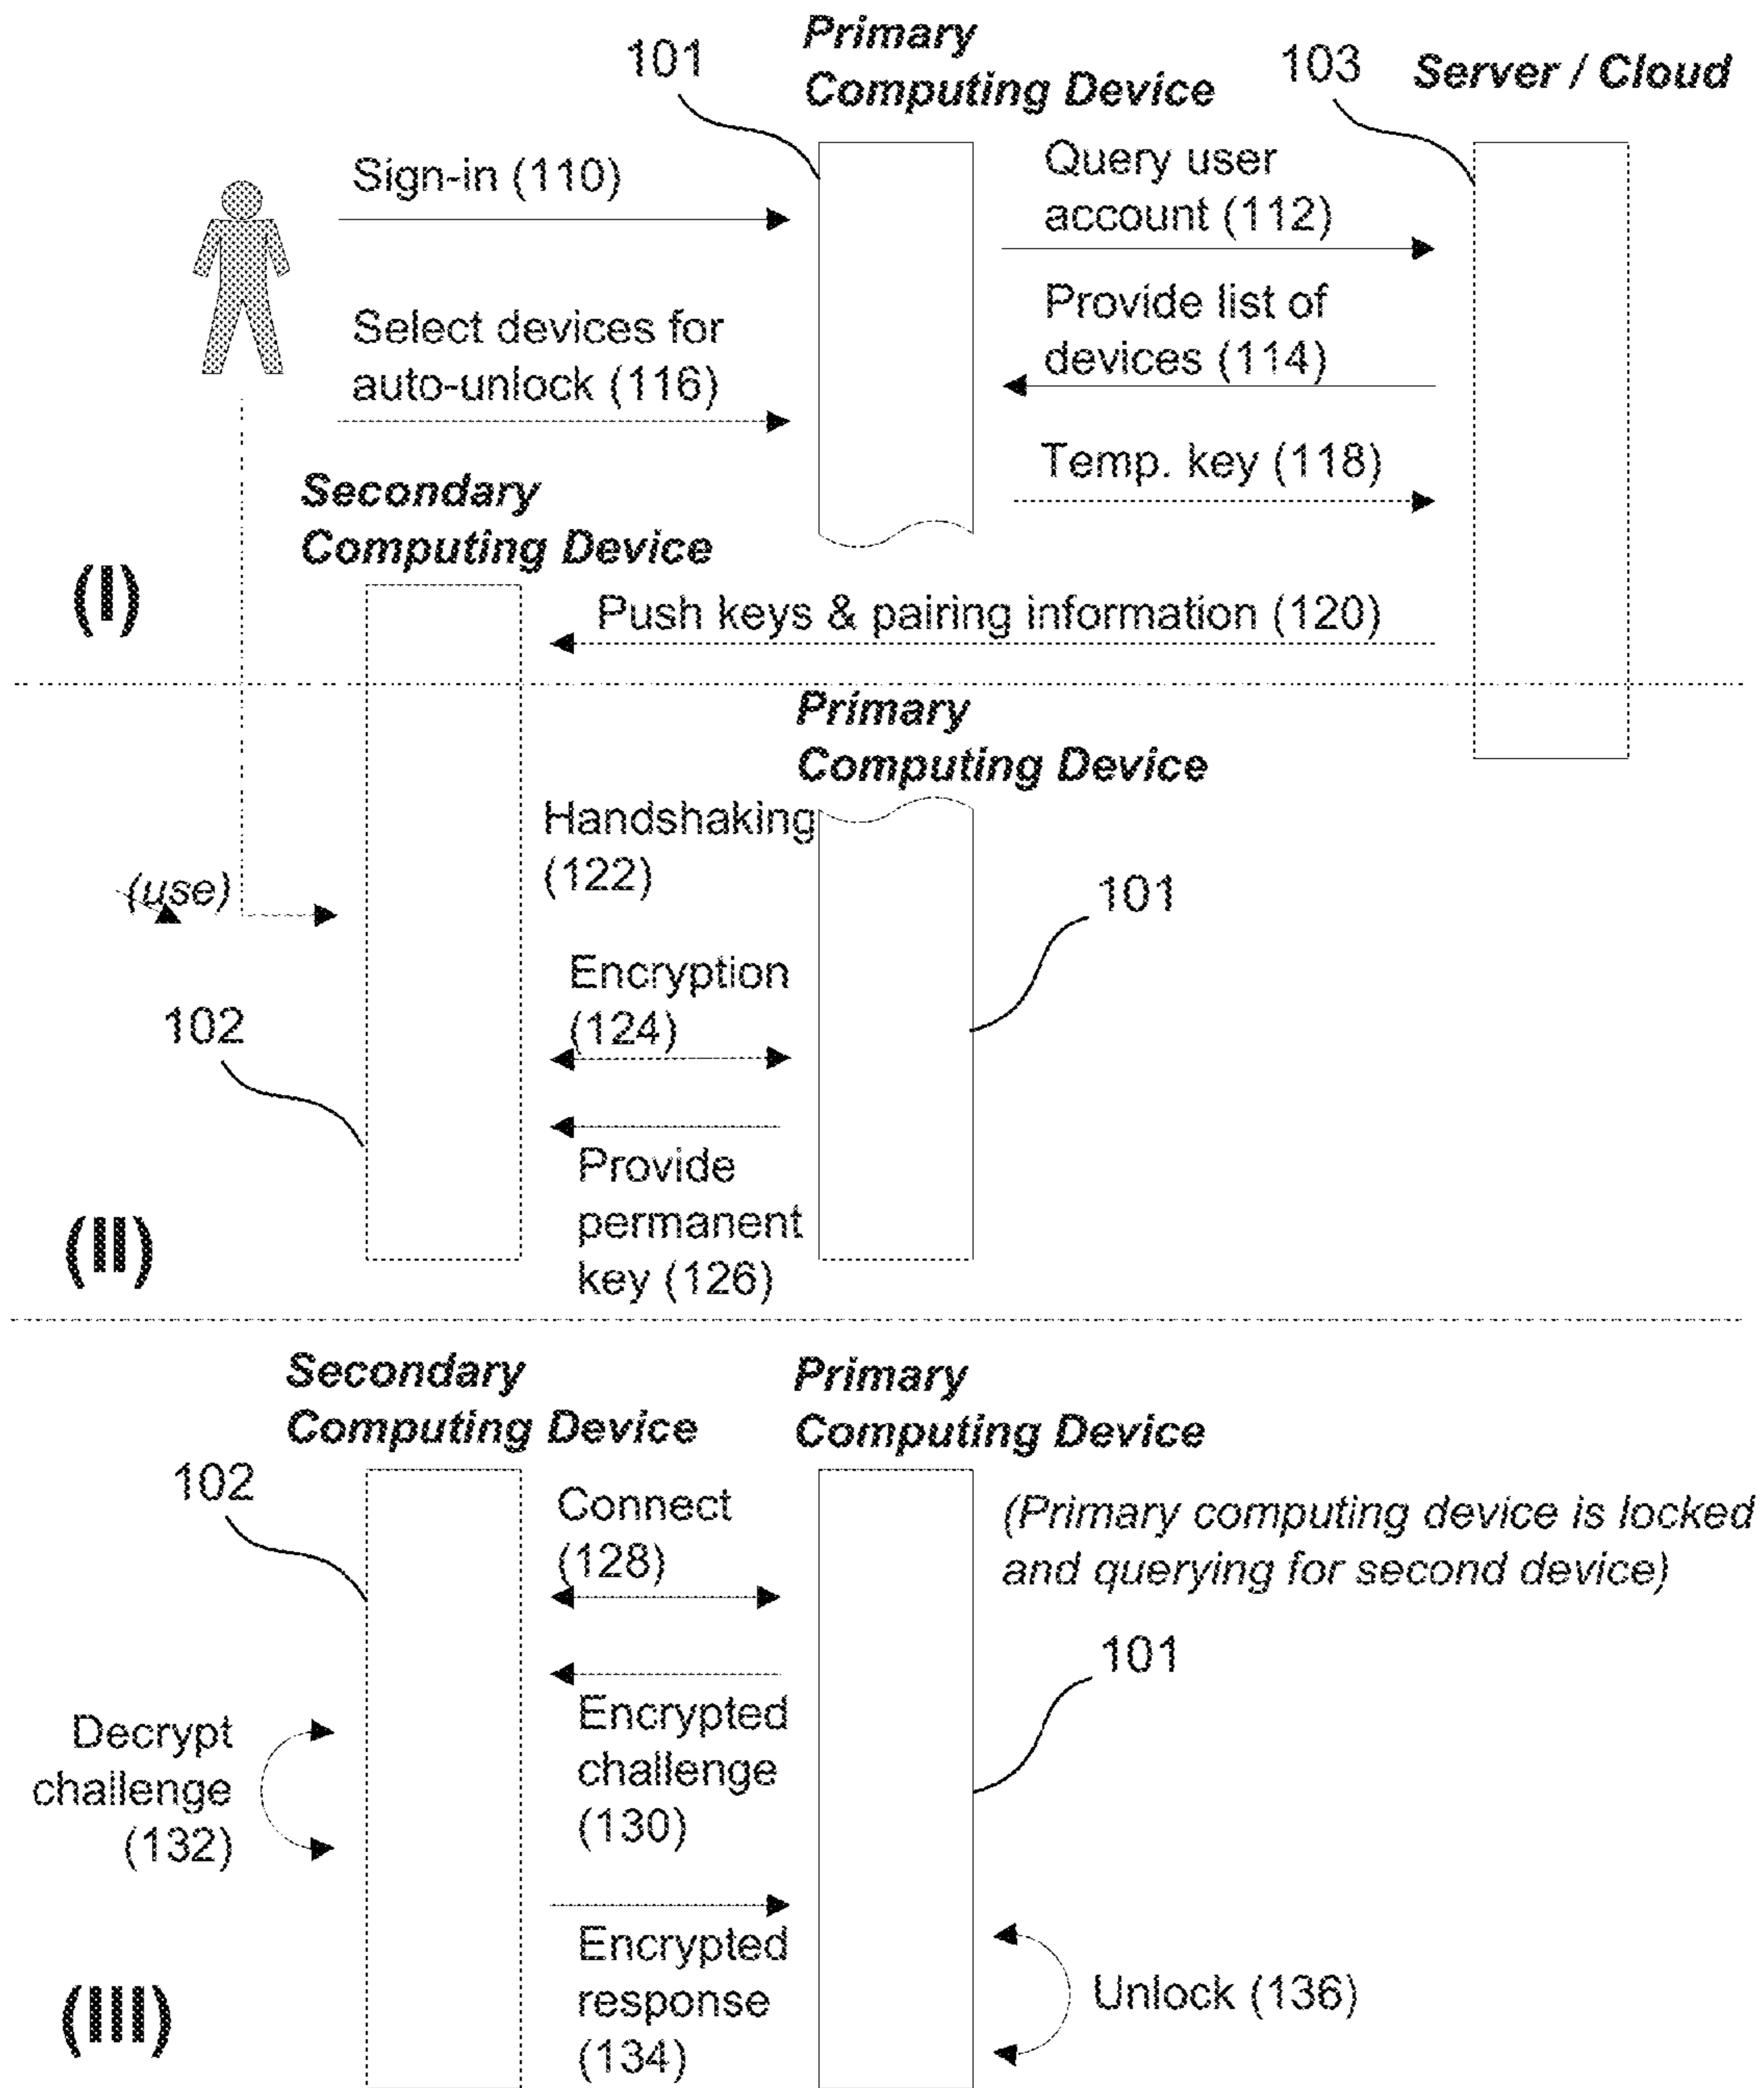 101
Primary
Computing Device
103
Server / Cloud
Sign-in (110)
Query user
account (112)
Select devices for
auto-unlock (116)
Provide list of
devices (114)
Temp. key (118)
Secondary
Computing Device
(I)
Push keys & pairing information (120)
Primary
Computing Device
Handshaking
(122)
(use)
101
Encryption
(124)
102
Provide
permanent
key (126)
(II)
Secondary
Computing Device
Primary
Computing Device
102
Connect
(128)
(Primary computing device is locked
and querying for second device)
101
Encrypted
challenge
(130)
Decrypt
challenge
(132)
Encrypted
response
(134)
Unlock (136)
(III)